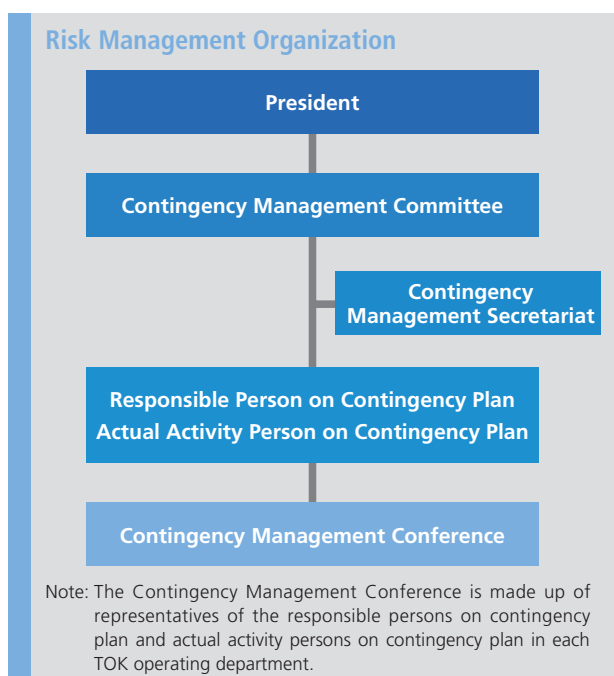 Risk Management Organization
President
Contingency Management Committee
Contingency
Management Secretariat
Responsible Person on Contingency Plan
Actual Activity Person on Contingency Plan
Contingency Management Conference
Note: The Contingency Management Conference is made up of
representatives of the responsible persons on contingency
plan and actual activity persons on contingency plan in each
TOK operating department.